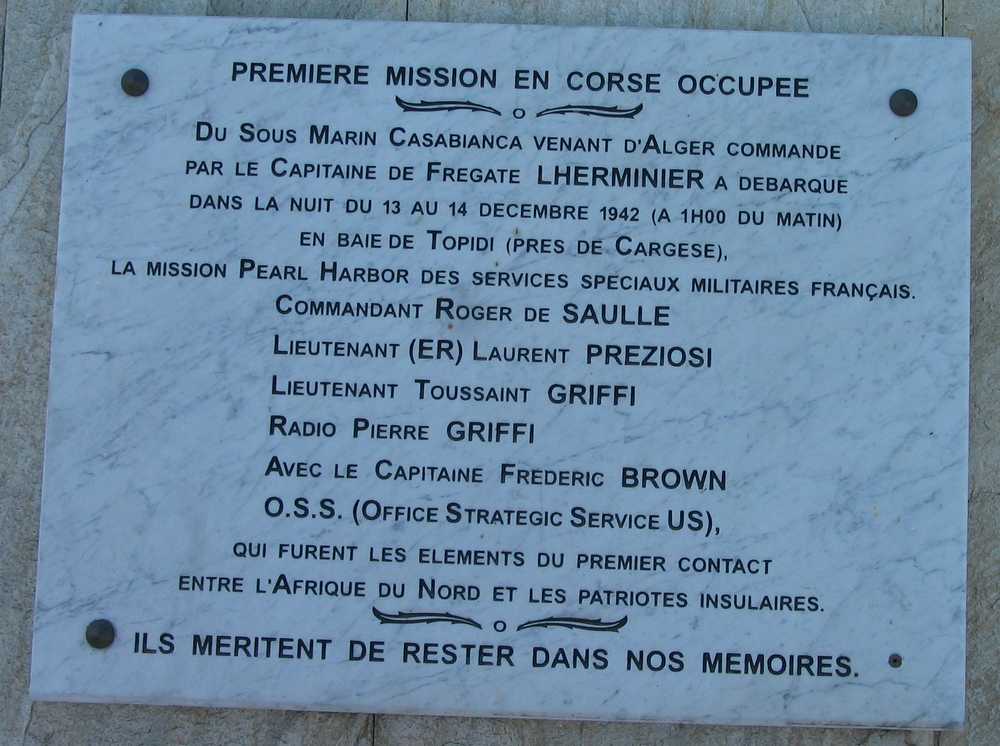 PREMIERE MISSION EN CORSE OCCUPEE
DU SOUS MARIN CASABIANCA VENANT D'ALGER COMMANDE
PAR LE CAPITAINE DE FREGATE LHERMINIER A DEBARQUE
DANS LA NUIT DU 13 AU 14 DECEMBRE 1942 (A 1H00 DU MATIN)
EN BAIE DE TOPIDI (PRES DE CARGESE),
LA MISSION PEARL HARBOR DES SERVICES SPECIAUX MILITAIRES FRANÇAIS.
COMMANDANT ROGER DE SAULLE
LIEUTENANT (ER) LAURENT PREZIOSI
LIEUTENANT TOUSSAINT GRIFFI
RADIO PIERRE GRIFFI
AVEC LE CAPITAINE FREDERIC BROWN
O.S.S. (OFFICE STRATEGIC SERVICE US),
QUI FURENT LES ELEMENTS DU PREMIER CONTACT
ENTRE L'AFRIQUE DU NORD ET LES PATRIOTES INSULAIRES.
ILS MERITENT DE RESTER DANS NOS MEMOIRES.